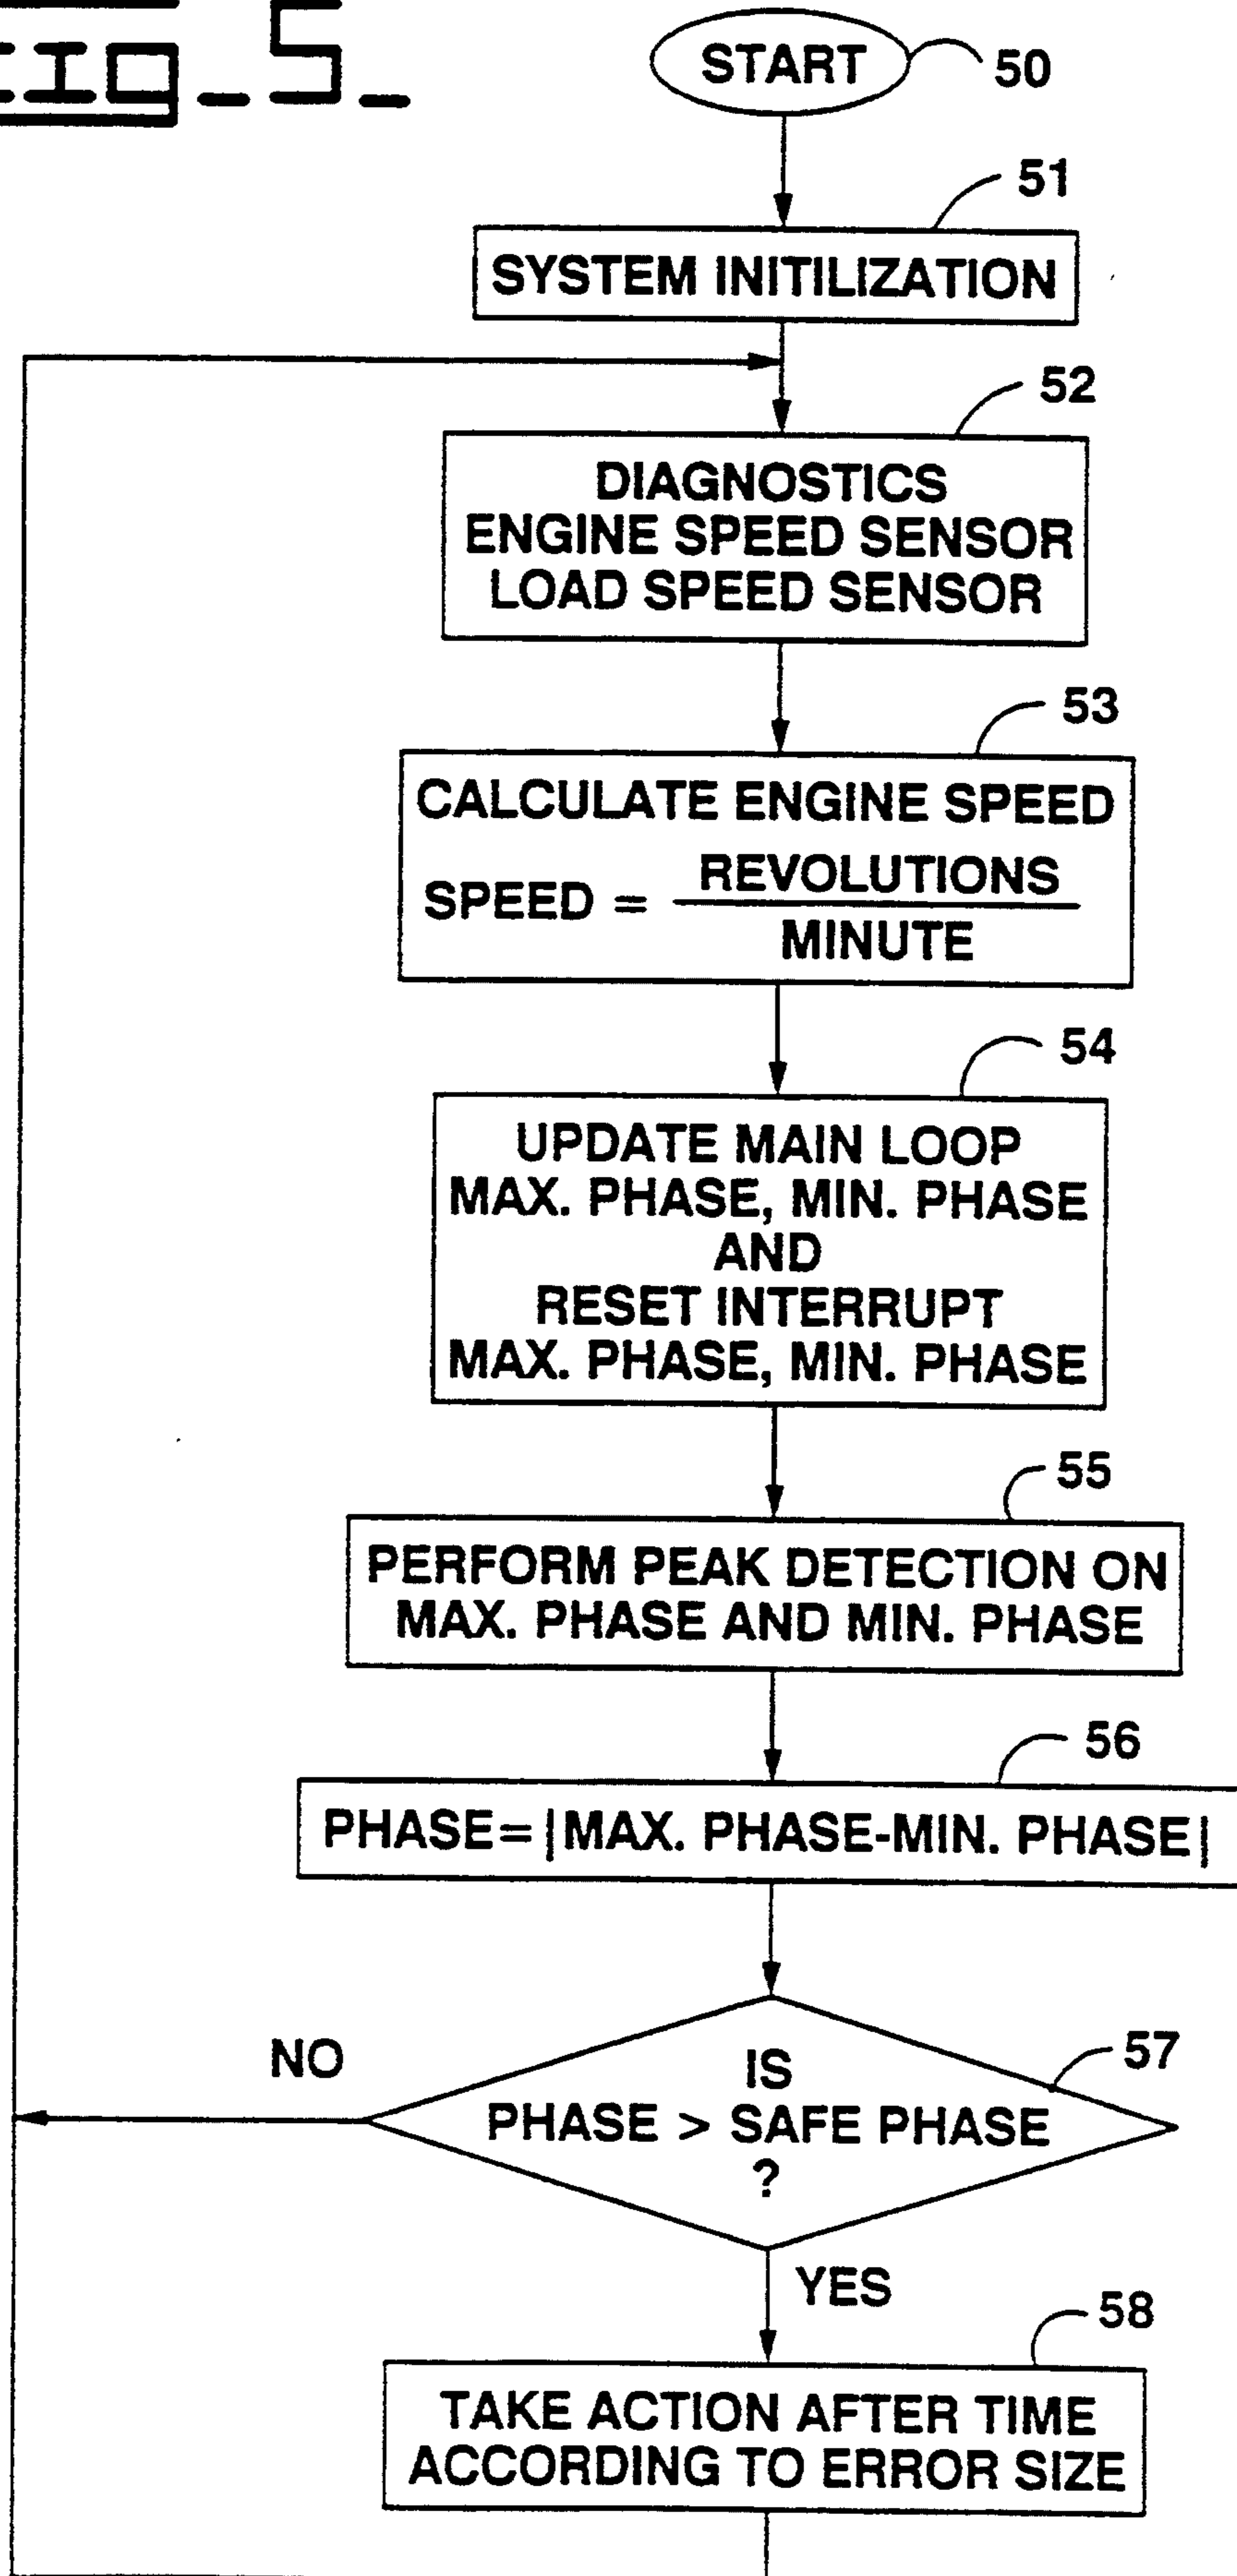 Fig_5_
START
50
51
SYSTEM INITILIZATION
52
DIAGNOSTICS
ENGINE SPEED SENSOR
LOAD SPEED SENSOR
53
CALCULATE ENGINE SPEED
SPEED = REVOLUTIONS
MINUTE
54
UPDATE MAIN LOOP
MAX. PHASE, MIN. PHASE
AND
RESET INTERRUPT
MAX. PHASE, MIN. PHASE
55
PERFORM PEAK DETECTION ON
MAX. PHASE AND MIN. PHASE
56
PHASE=|MAX. PHASE-MIN. PHASE|
57
NO
IS
PHASE > SAFE PHASE
?
YES
58
TAKE ACTION AFTER TIME
ACCORDING TO ERROR SIZE